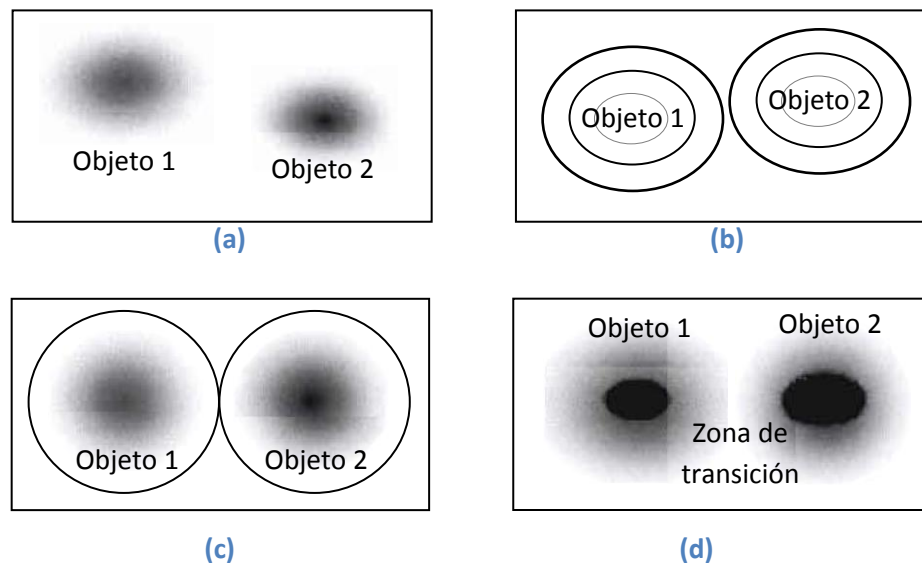 Objeto 1
Objeto 2
(a)
Objeto 1
Objeto 2
(b)
Objeto 1
Objeto 2
(c)
Objeto 1
Objeto 2
Zona de
transición
(d)